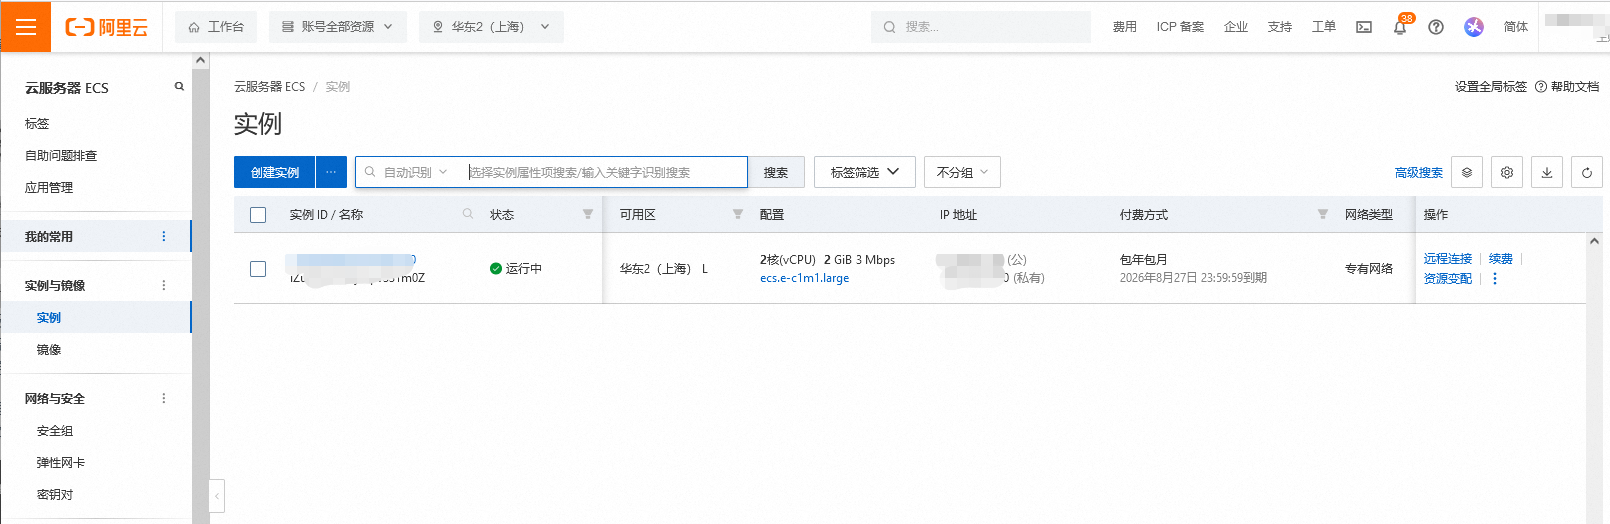 阿里云 工作台 账号全部资源 华东2（上海） 搜索... 费用 ICP 备案 企业 支持 工单 38 简体
云服务器 ECS
标签
自助问题排查
应用管理
我的常用
实例与镜像
实例
镜像
网络与安全
安全组
弹性网卡
密钥对
云服务器 ECS / 实例 设置全局标签 帮助文档
实例
创建实例 ... 自动识别 选择实例属性项搜索/输入关键字识别搜索 搜索 标签筛选 不分组 高级搜索
实例 ID / 名称 状态 可用区 配置 IP 地址 付费方式 网络类型 操作
运行中 华东2（上海） L 2核(vCPU) 2 GiB 3 Mbps (公) 包年包月 专有网络 远程连接 续费
ecs.e-c1m1.large (私有) 2026年8月27日 23:59:59到期 资源变配